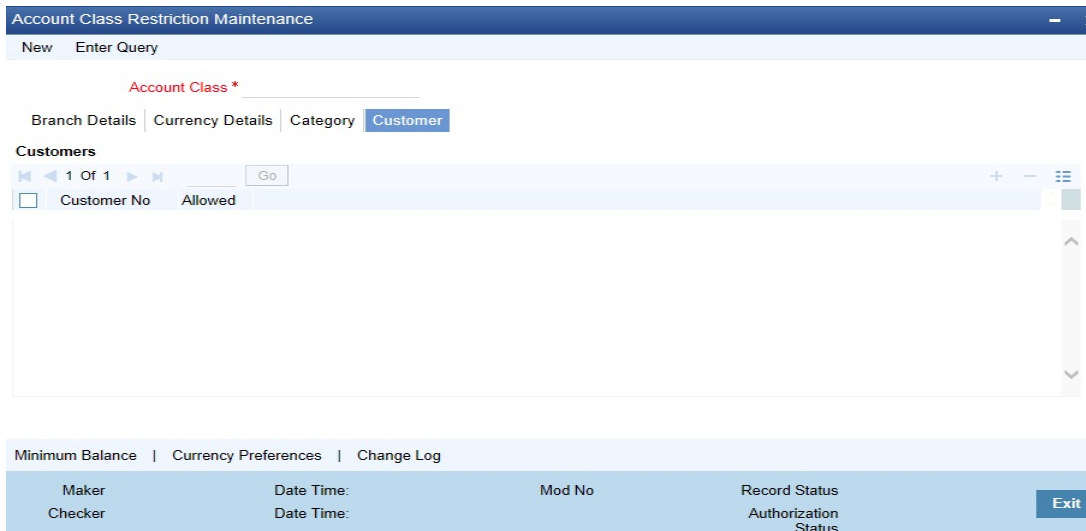 Account Class Restriction Maintenance
New Enter Query
Account Class *
Branch Details Currency Details Category Customer
Customers
1 Of 1 Go
Customer No Allowed
Minimum Balance | Currency Preferences | Change Log
Maker Date Time: Mod No Record Status
Exit
Checker Date Time: Authorization
Status